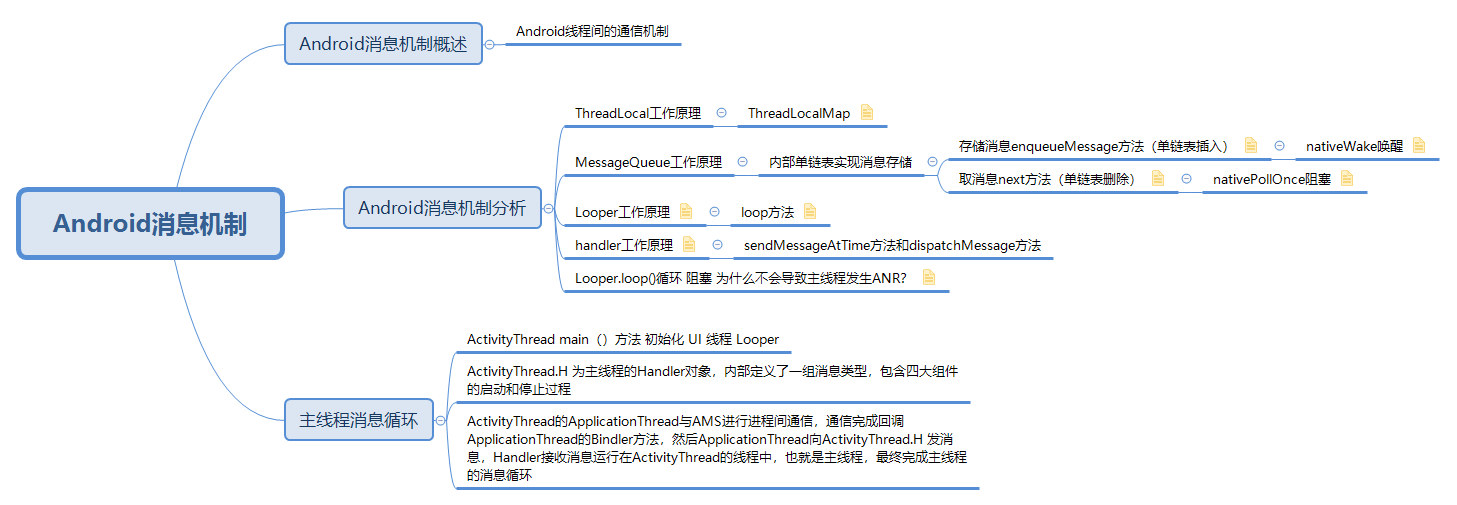 Android消息机制
Android消息机制概述
Android线程间的通信机制
Android消息机制分析
ThreadLocal工作原理
ThreadLocalMap
MessageQueue工作原理
内部单链表实现消息存储
存储消息enqueueMessage方法（单链表插入）
nativeWake唤醒
取消息next方法（单链表删除）
nativePollOnce阻塞
Looper工作原理
loop方法
handler工作原理
sendMessageAtTime方法和dispatchMessage方法
Looper.loop()循环 阻塞 为什么不会导致主线程发生ANR?
主线程消息循环
ActivityThread main（）方法 初始化 UI 线程 Looper
ActivityThread.H 为主线程的Handler对象，内部定义了一组消息类型，包含四大组件
的启动和停止过程
ActivityThread的ApplicationThread与AMS进行进程间通信，通信完成回调
ApplicationThread的Bindler方法，然后ApplicationThread向ActivityThread.H 发消
息，Handler接收消息运行在ActivityThread的线程中，也就是主线程，最终完成主线程
的消息循环